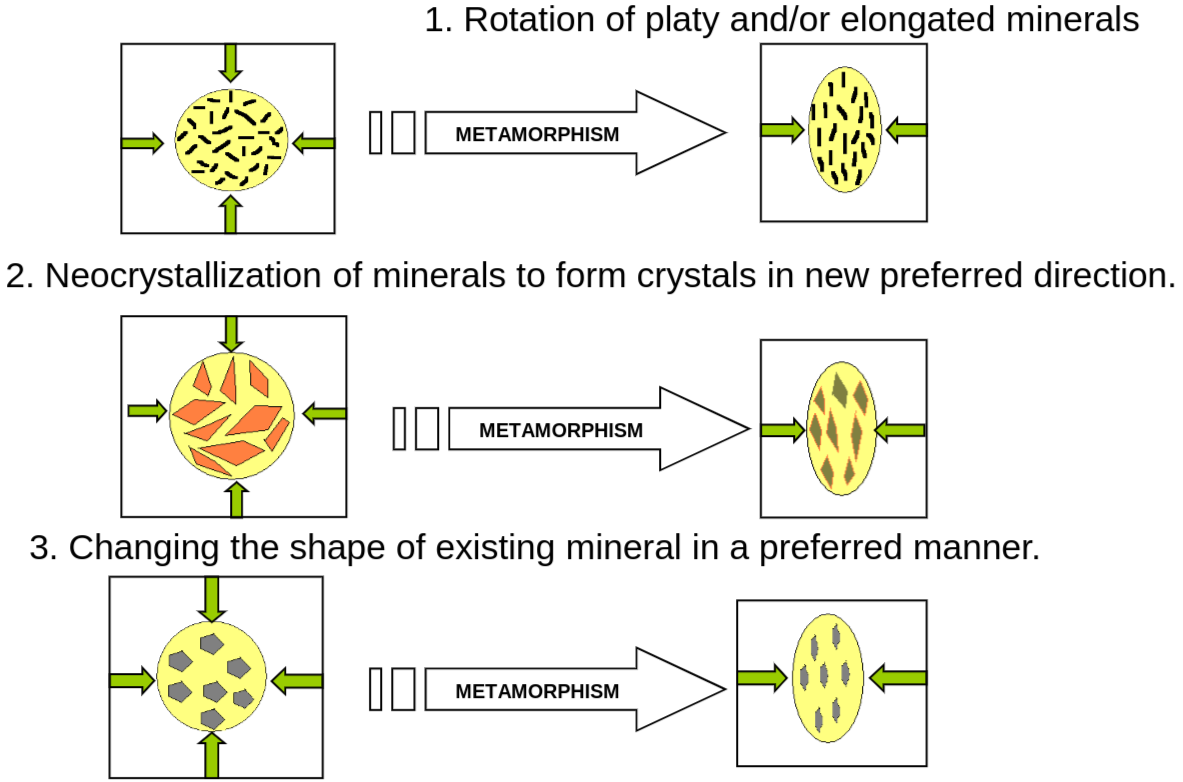 1. Rotation of platy and/or elongated minerals
METAMORPHISM
2. Neocrystallization of minerals to form crystals in new preferred direction.
METAMORPHISM
3. Changing the shape of existing mineral in a preferred manner.
METAMORPHISM